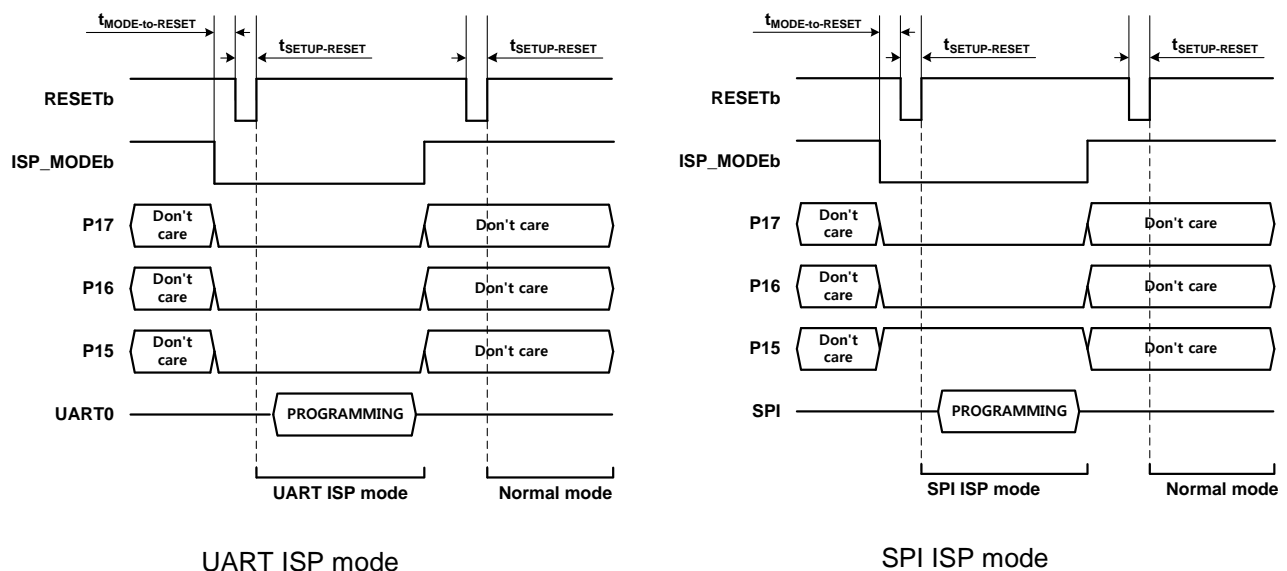 tMODE-to-RESET
tSETUP-RESET
tSETUP-RESET
RESETb
ISP_MODEb
P17
Don't
care
Don't care
P16
Don't
care
Don't care
P15
Don't
care
Don't care
UART0
PROGRAMMING
UART ISP mode
Normal mode
UART ISP mode
tMODE-to-RESET
tSETUP-RESET
tSETUP-RESET
RESETb
ISP_MODEb
P17
Don't
care
Don't care
P16
Don't
care
Don't care
P15
Don't
care
Don't care
SPI
PROGRAMMING
SPI ISP mode
Normal mode
SPI ISP mode